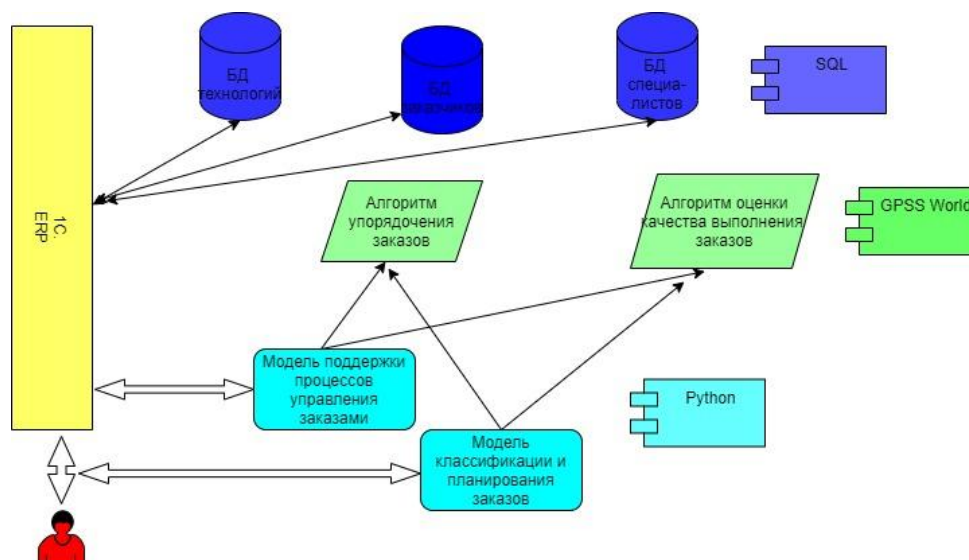 БД
технологий
БД
заказчиков
БД
специа-
листов
SQL
1С.
ERP
Алгоритм
упорядочения
заказов
Алгоритм оценки
качества выполнения
заказов
GPSS World
Модель поддержки
процессов
управления
заказами
Python
Модель
классификации и
планирования
заказов